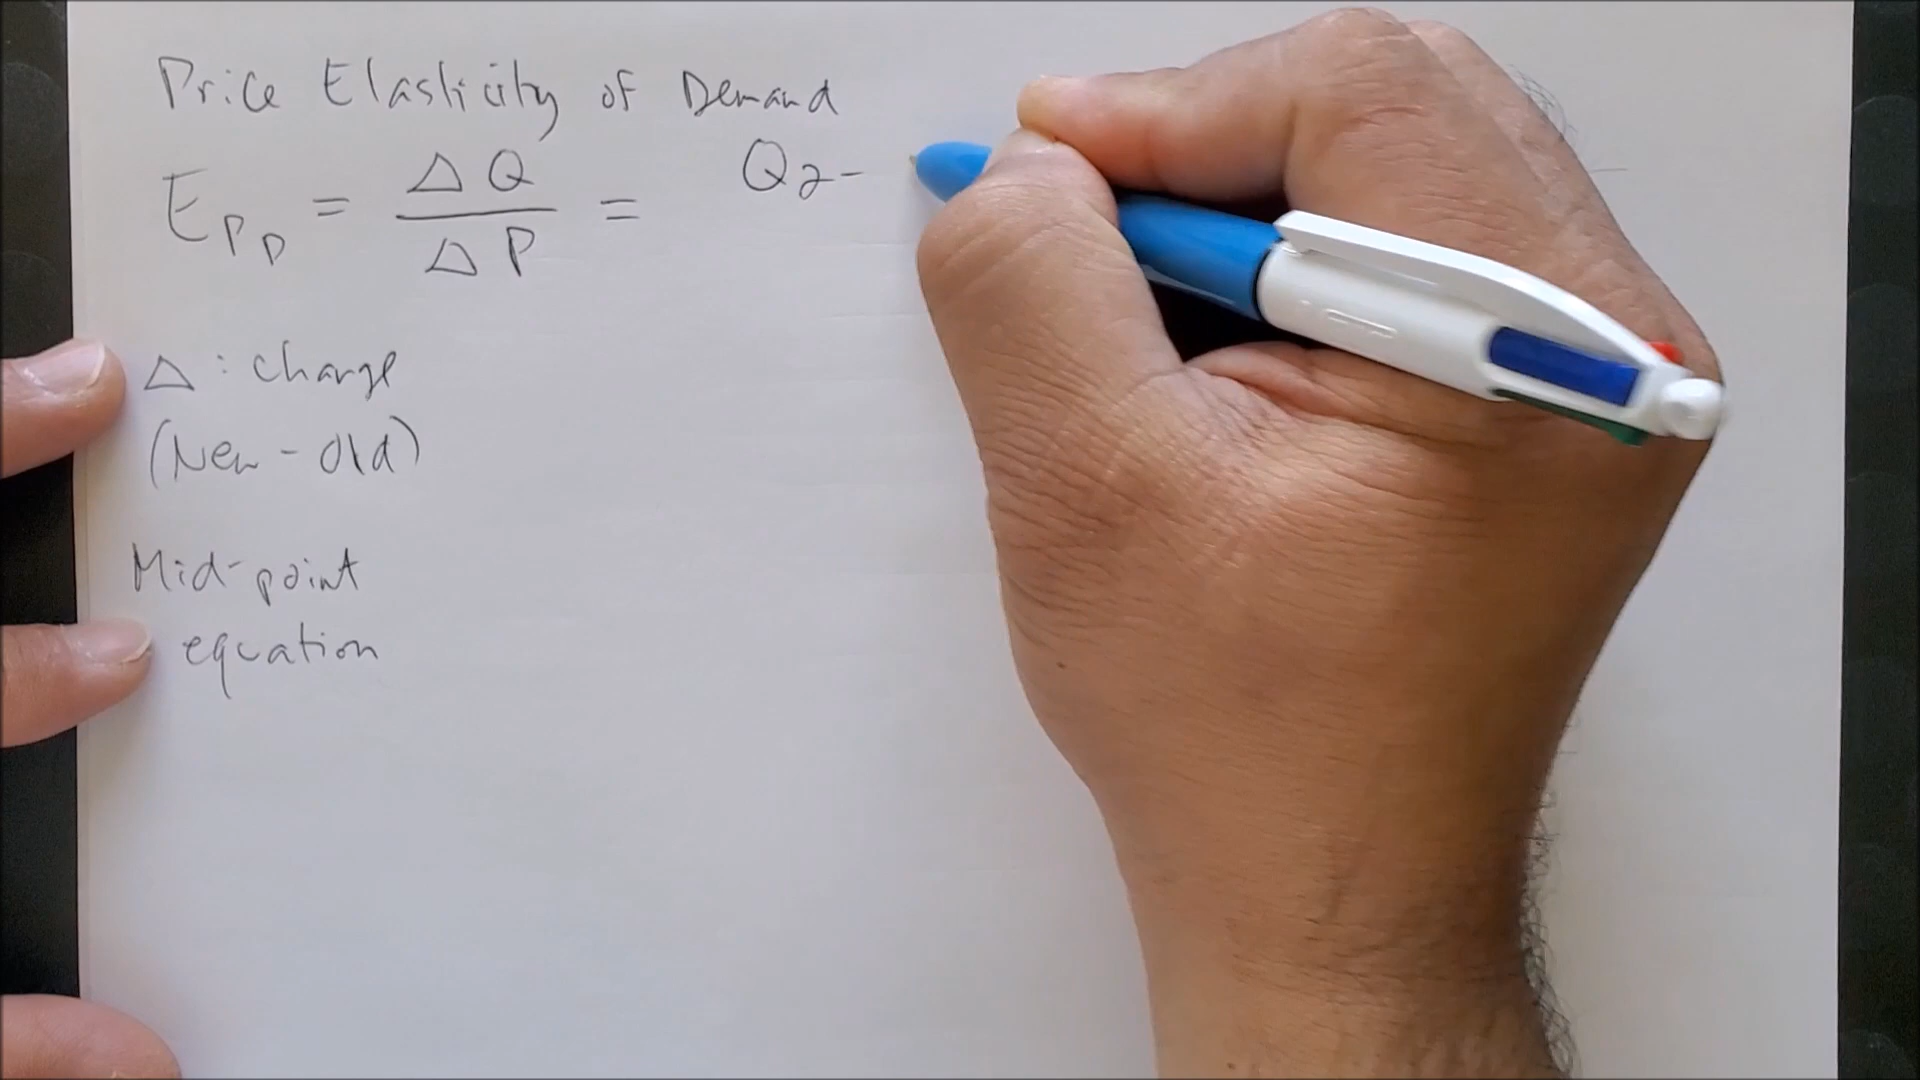 Price Elasticity of Demand
E_PD = ΔQ / ΔP = Q2-
Δ : change
(New - Old)
Mid-point
equation